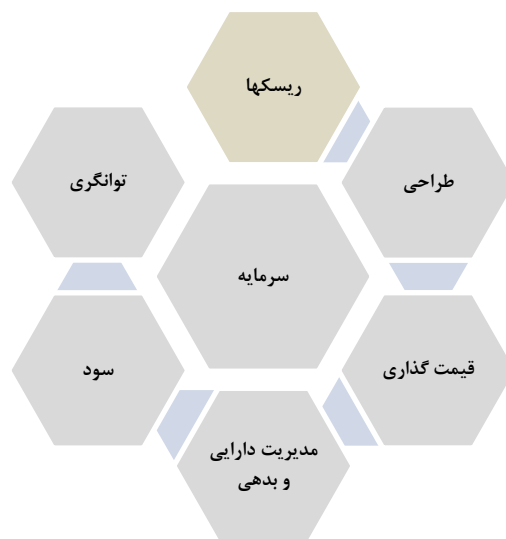 ریسکها
طراحی
توانگری
سرمایه
قیمت گذاری
سود
مدیریت دارایی
و بدهی